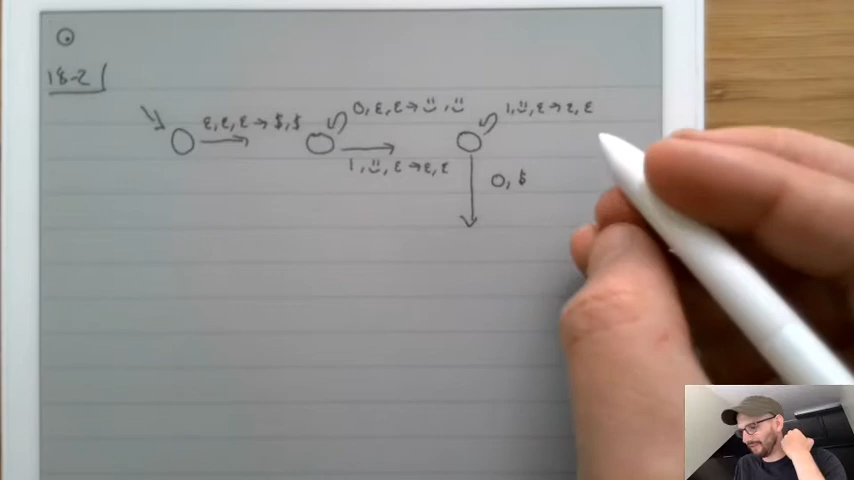 18-2
ε, ε, ε → $, $
0, ε, ε → ü, ü
1, ü, ε → ε, ε
1, ü, ε → ε, ε
0, $